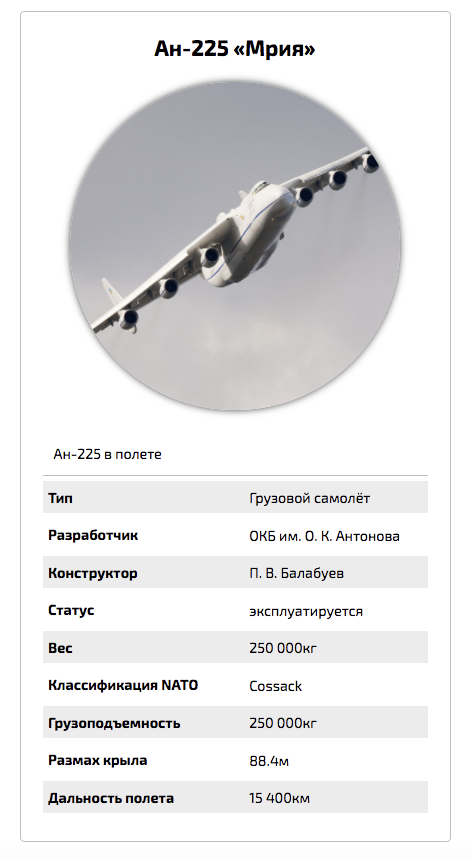 Ан-225 «Мрия»
Ан-225 в полете
Тип Грузовой самолёт
Разработчик ОКБ им. О. К. Антонова
Конструктор П. В. Балабуев
Статус эксплуатируется
Вес 250 000кг
Классификация NATO Cossack
Грузоподъемность 250 000кг
Размах крыла 88.4м
Дальность полета 15 400км